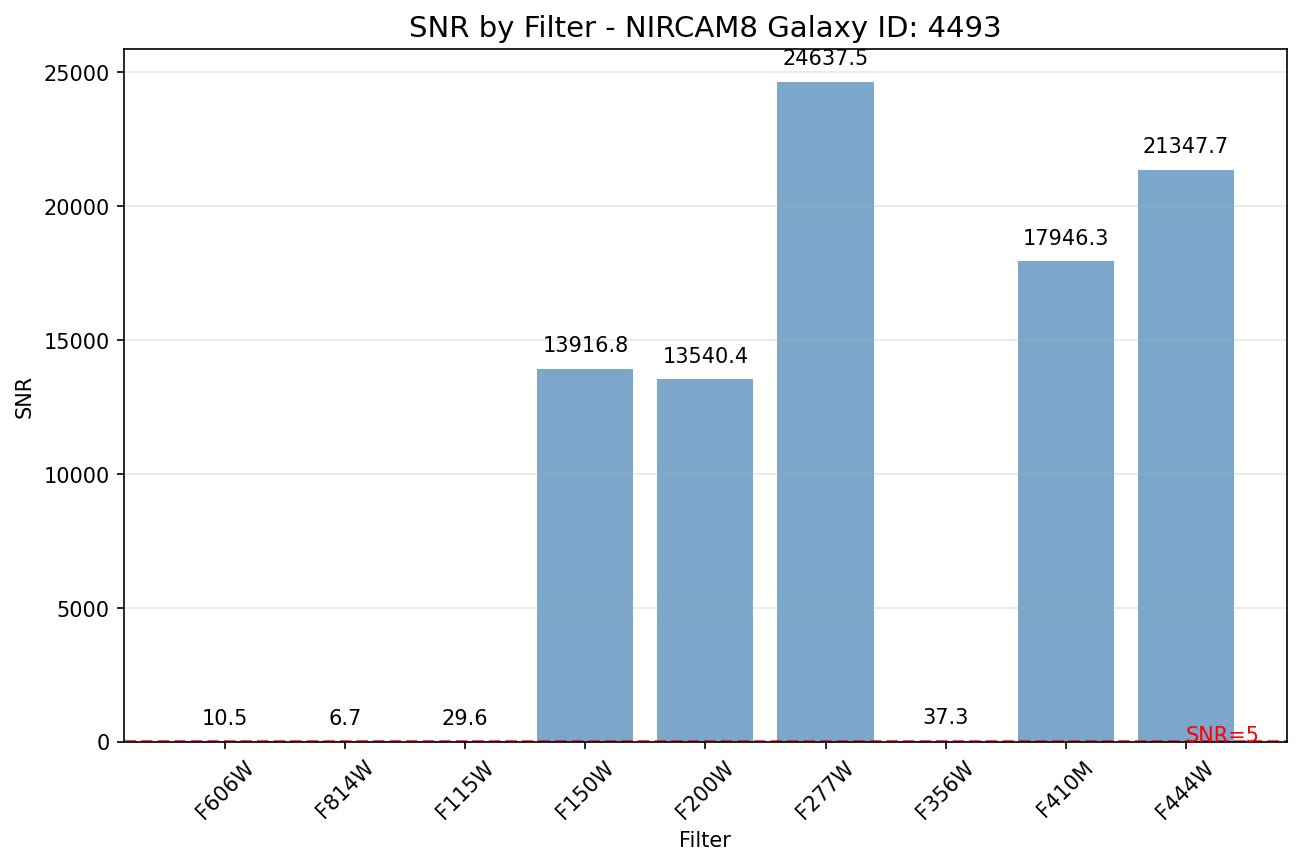 SNR by Filter - NIRCAM8 Galaxy ID: 4493
SNR
25000
20000
15000
10000
5000
0
10.5
6.7
29.6
13916.8
13540.4
24637.5
37.3
17946.3
21347.7
SNR=5
F606W
F814W
F115W
F150W
F200W
F277W
F356W
F410M
F444W
Filter